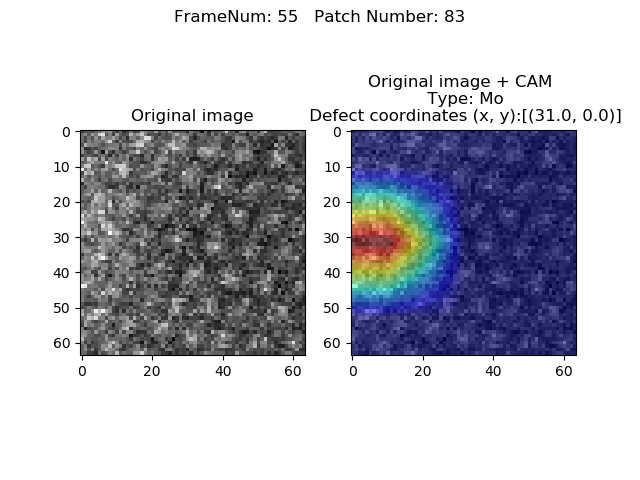 FrameNum: 55   Patch Number: 83
Original image + CAM
Type: Mo
Original image
Defect coordinates (x, y):[(31.0, 0.0)]
0
10
20
30
40
50
60
0 20 40 60
0
10
20
30
40
50
60
0 20 40 60